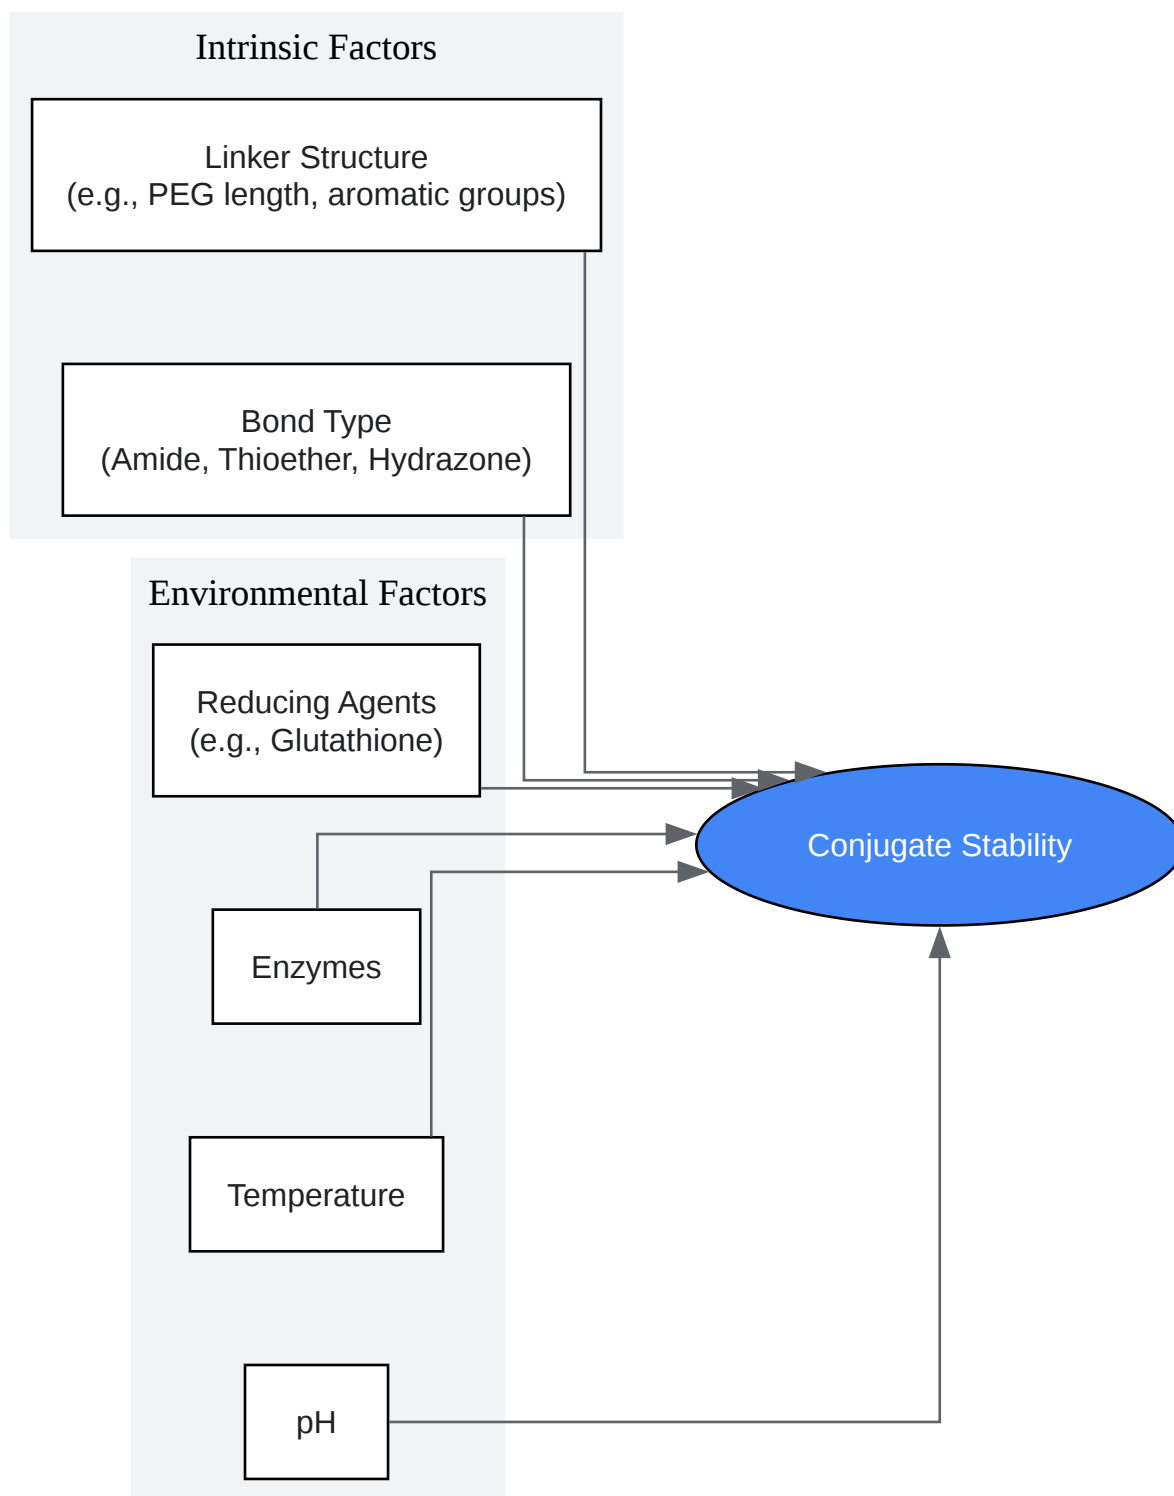 Intrinsic Factors
Linker Structure
(e.g., PEG length, aromatic groups)
Bond Type
(Amide, Thioether, Hydrazone)
Environmental Factors
Reducing Agents
(e.g., Glutathione)
Conjugate Stability
Enzymes
Temperature
pH